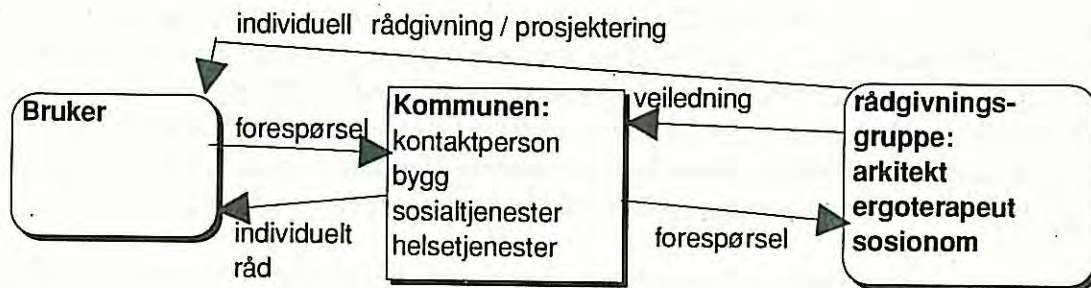 individuell rådgivning / prosjektering
Bruker
forespørsel
individuelt
råd
Kommunen:
kontaktperson
bygg
sosialtjenester
helsetjenester
veiledning
forespørsel
rådgivnings-
gruppe:
arkitekt
ergoterapeut
sosionom